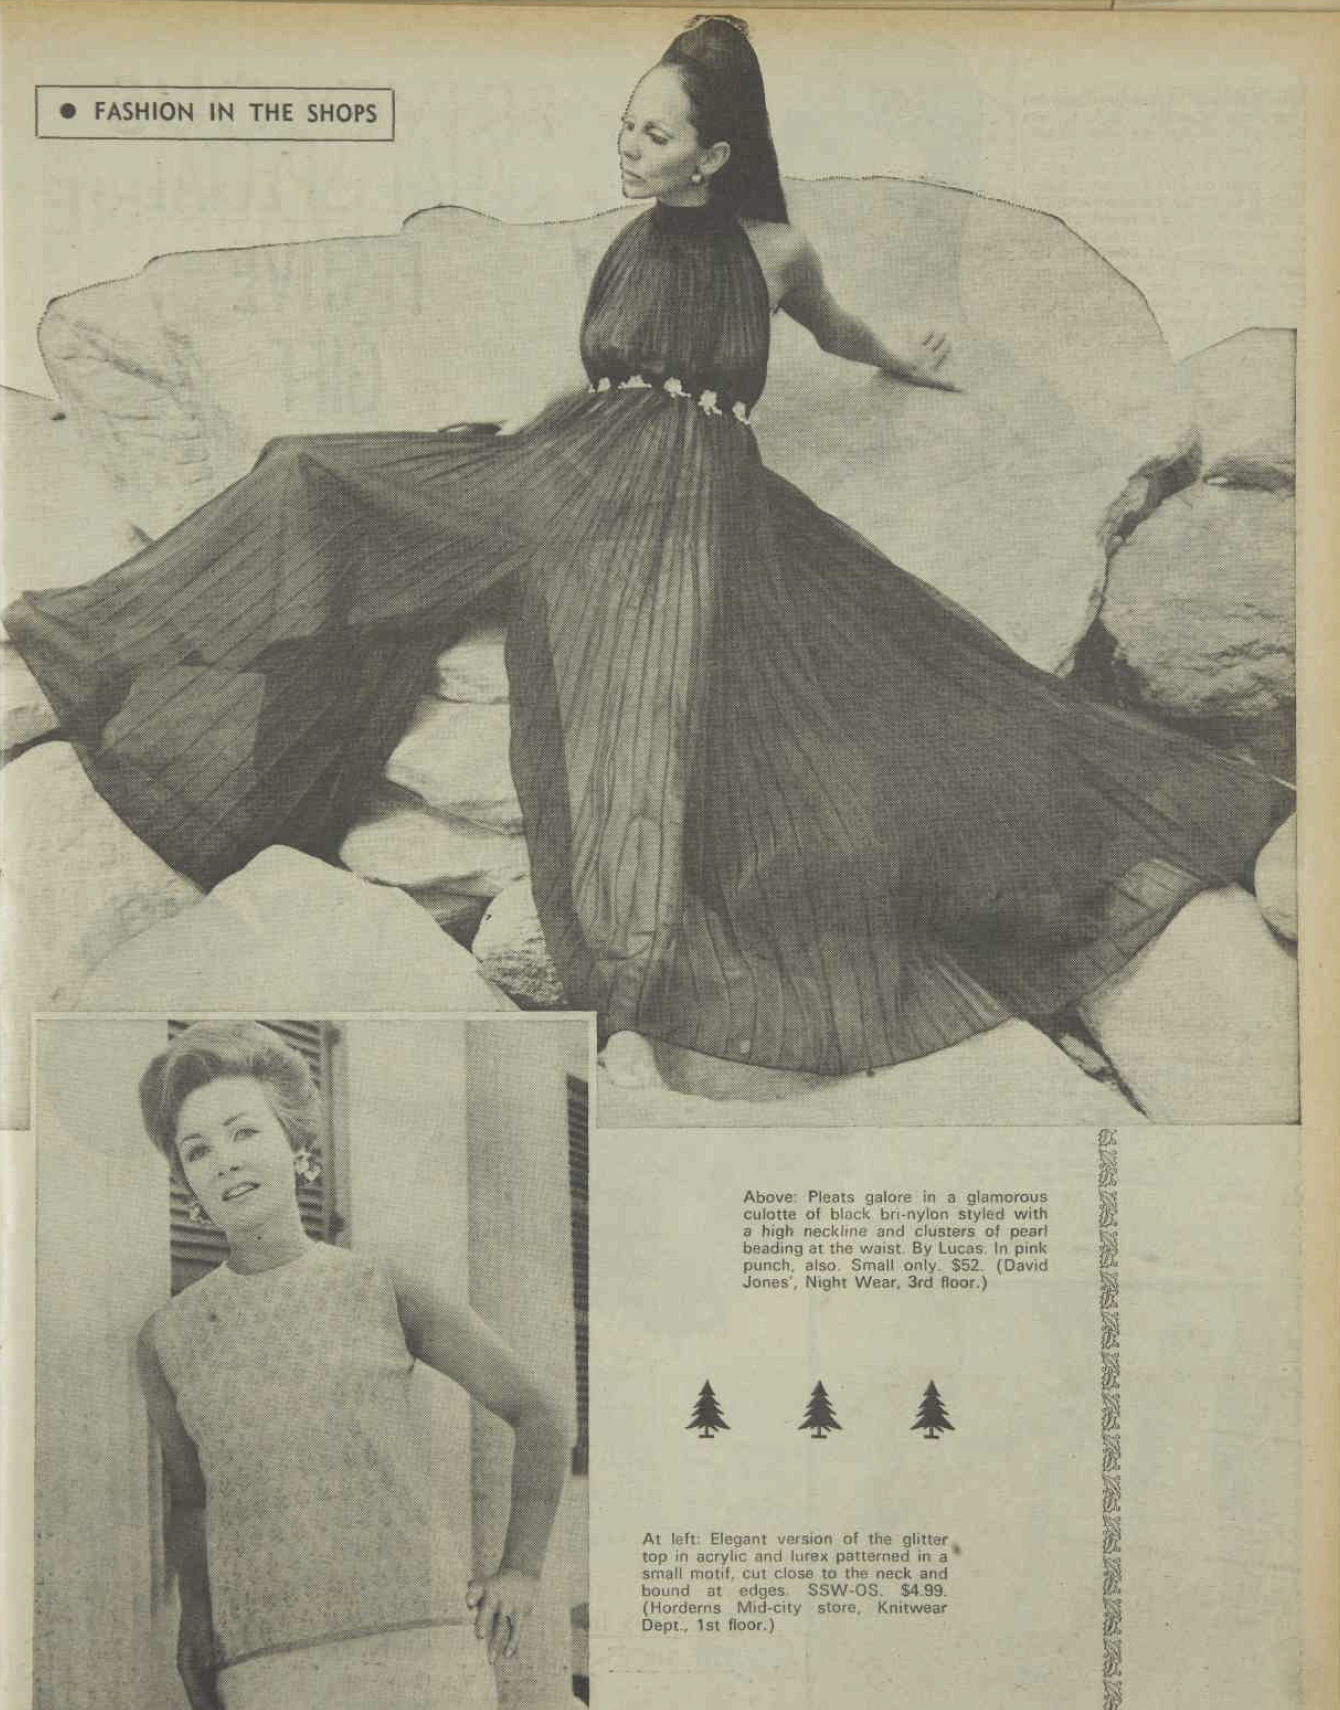 ● FASHION IN THE SHOPS
Above: Pleats galore in a glamorous
culotte of black bri-nylon styled with
a high neckline and clusters of pearl
beading at the waist. By Lucas. In pink
punch, also. Small only. $52. (David
Jones', Night Wear, 3rd floor.)
At left: Elegant version of the glitter
top in acrylic and lurex patterned in a
small motif, cut close to the neck and
bound at edges. SSW-OS. $4.99.
(Horderns Mid-city store, Knitwear
Dept., 1st floor.)